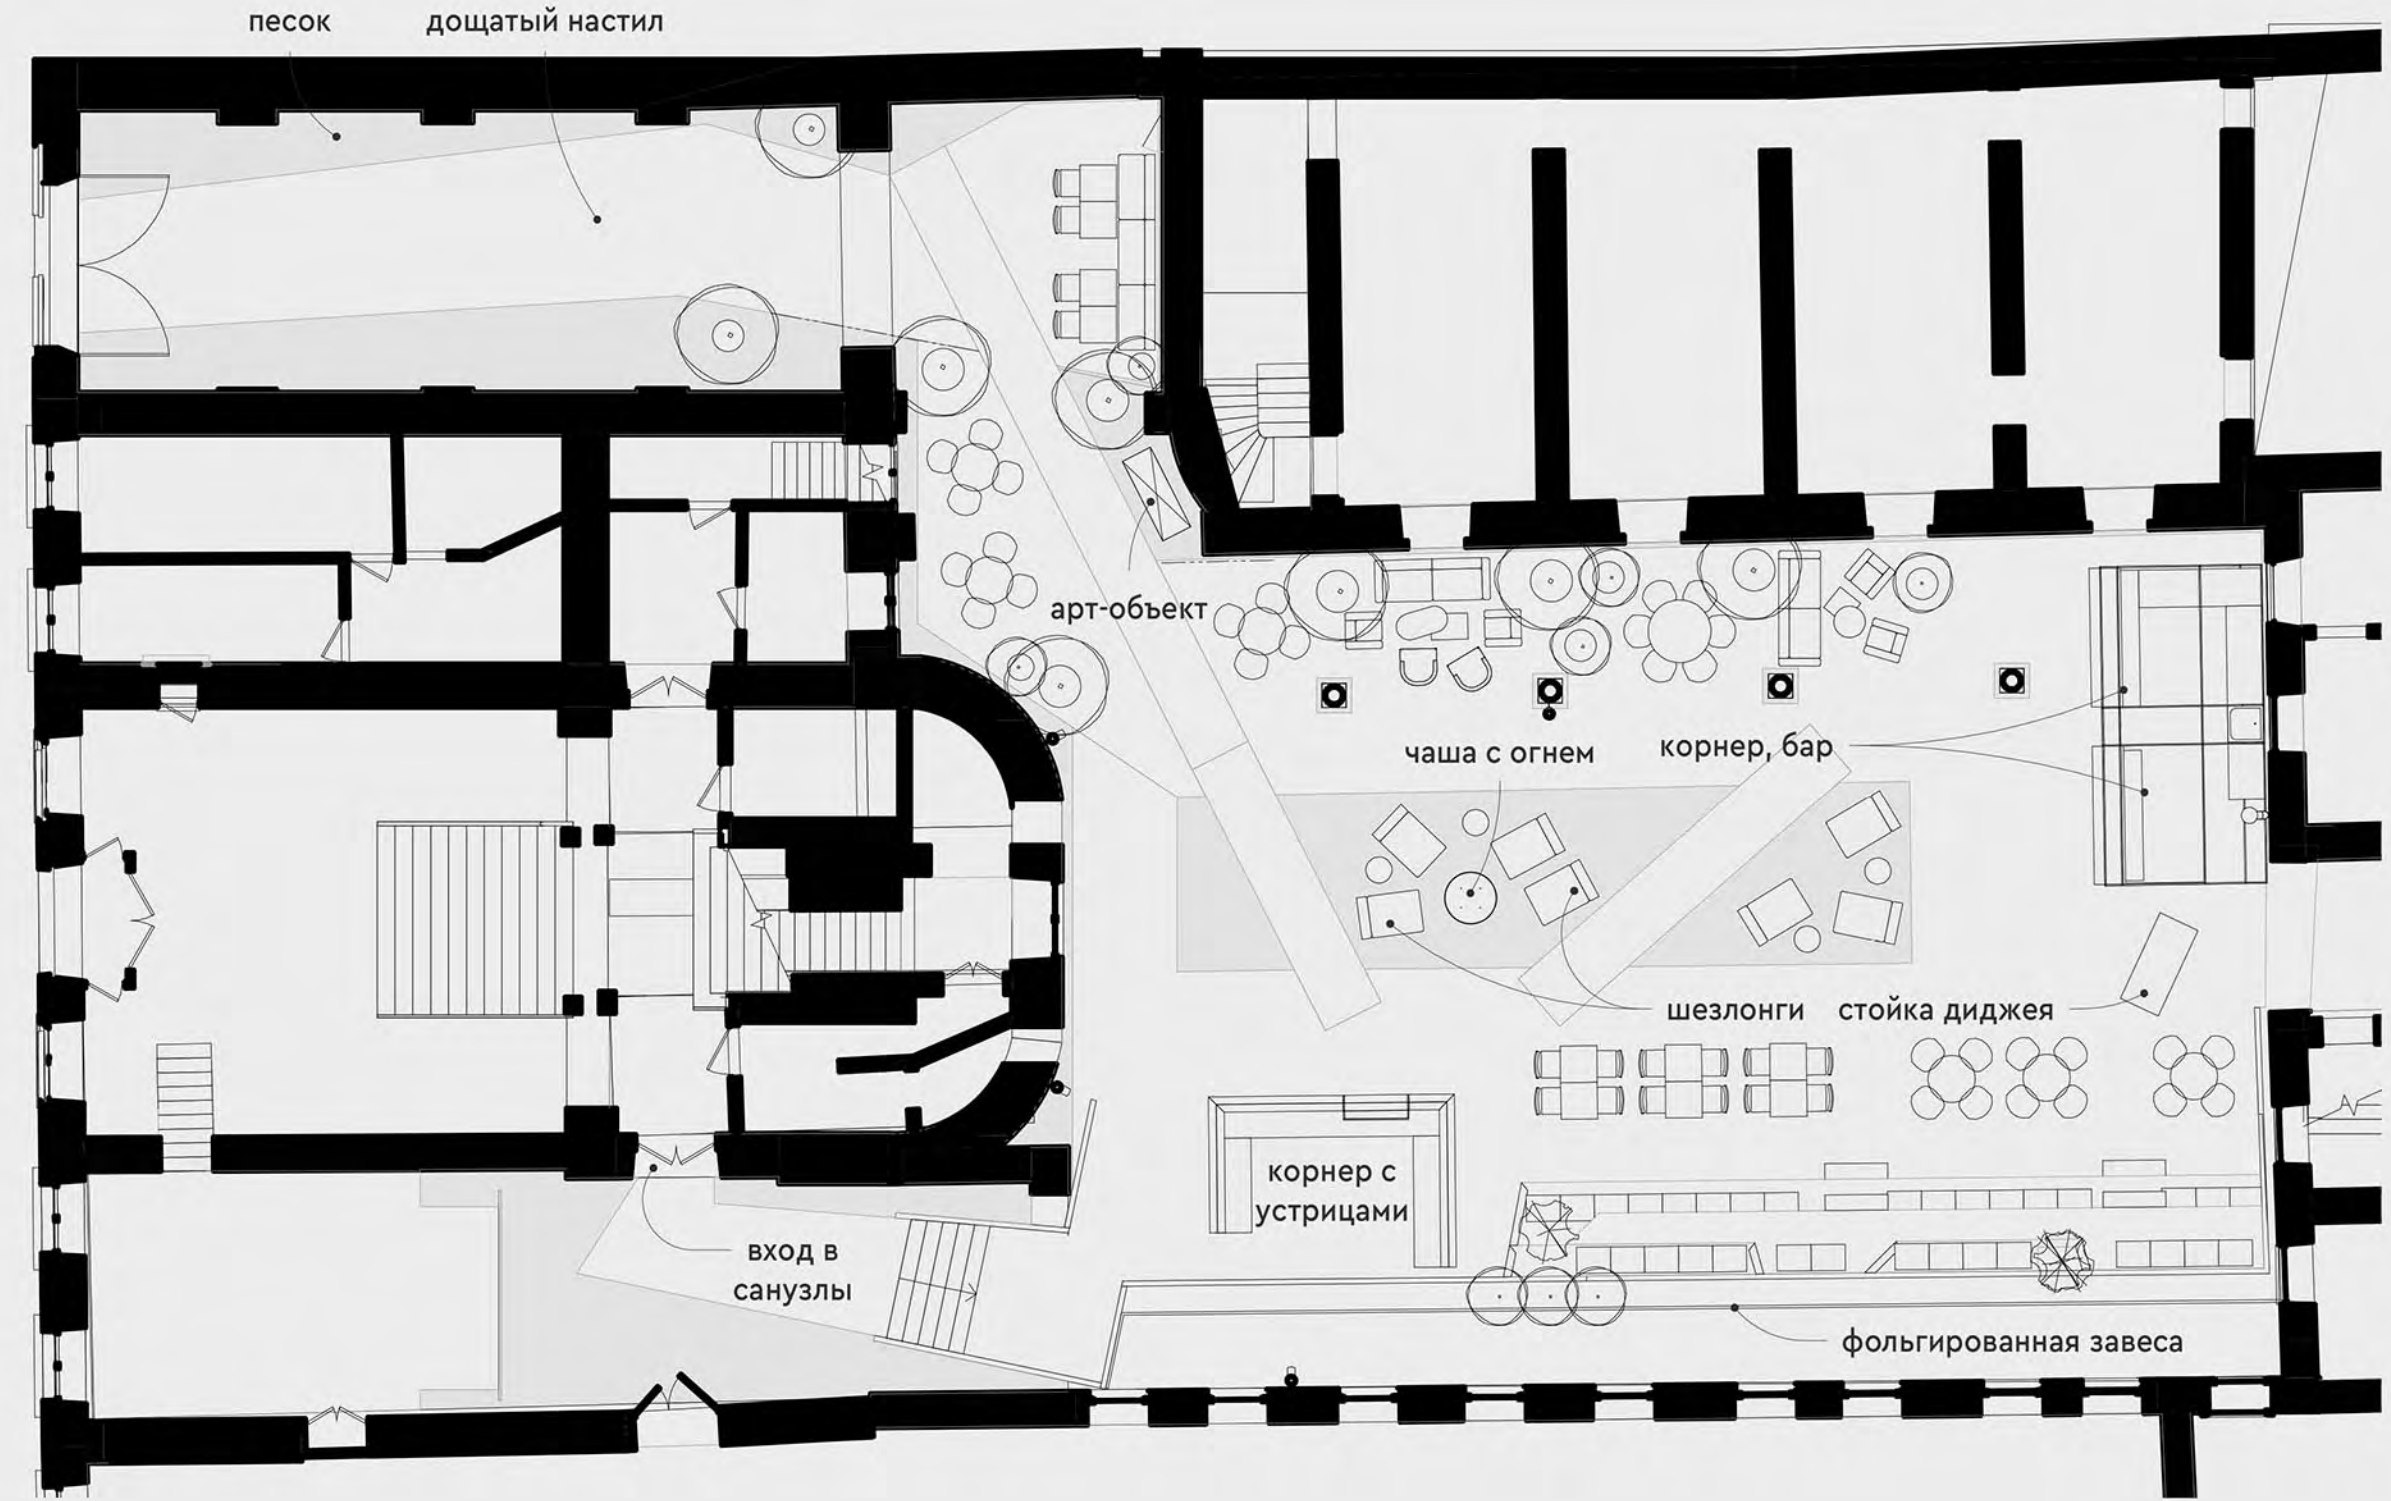 песок
дощатый настил
арт-объект
чаша с огнем
корнер, бар
шезлонги
стойка диджея
корнер с
устрицами
вход в
санузлы
фольгированная завеса